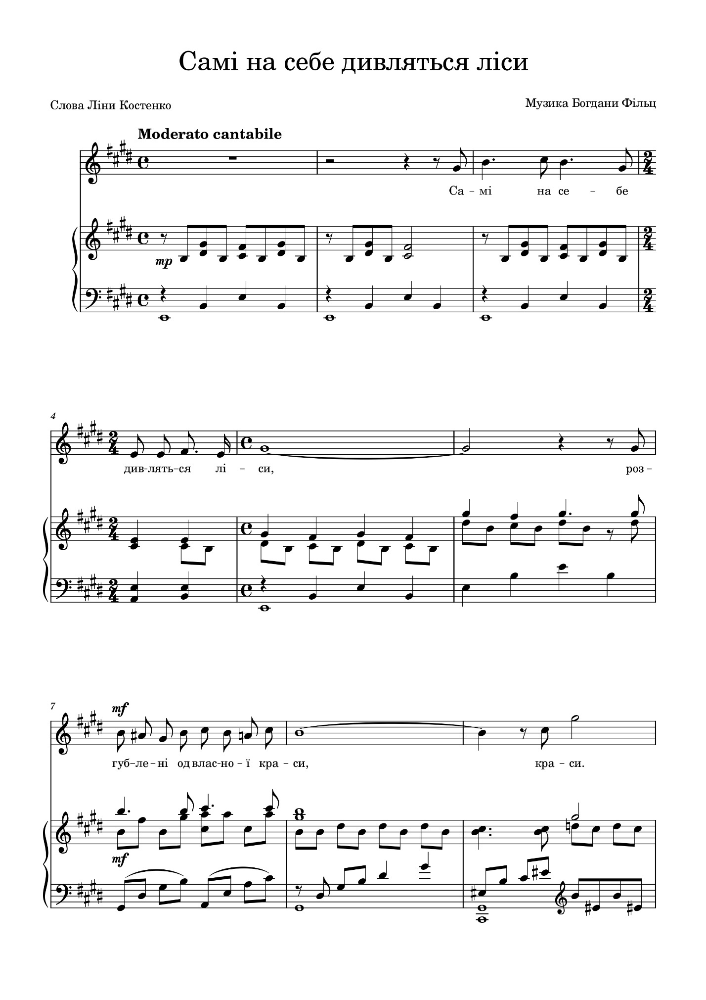 Самі на себе дивляться ліси
Слова Ліни Костенко
Музика Богдани Фільц
Moderato cantabile
Са – мі на се – бе
mp
4
див-лять–ся лі – си, роз –
7
mf
губ–ле–ні од влас-но – ї кра – си, кра – си.
mf